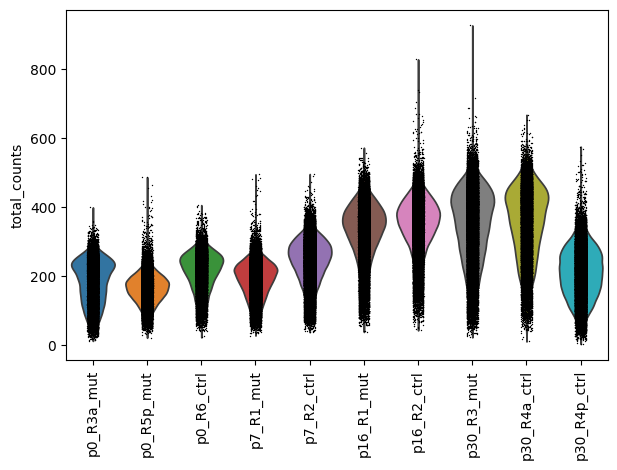 total_counts
800
600
400
200
0
p0_R3a_mut
p0_R5p_mut
p0_R6_ctrl
p7_R1_mut
p7_R2_ctrl
p16_R1_mut
p16_R2_ctrl
p30_R3_mut
p30_R4a_ctrl
p30_R4p_ctrl